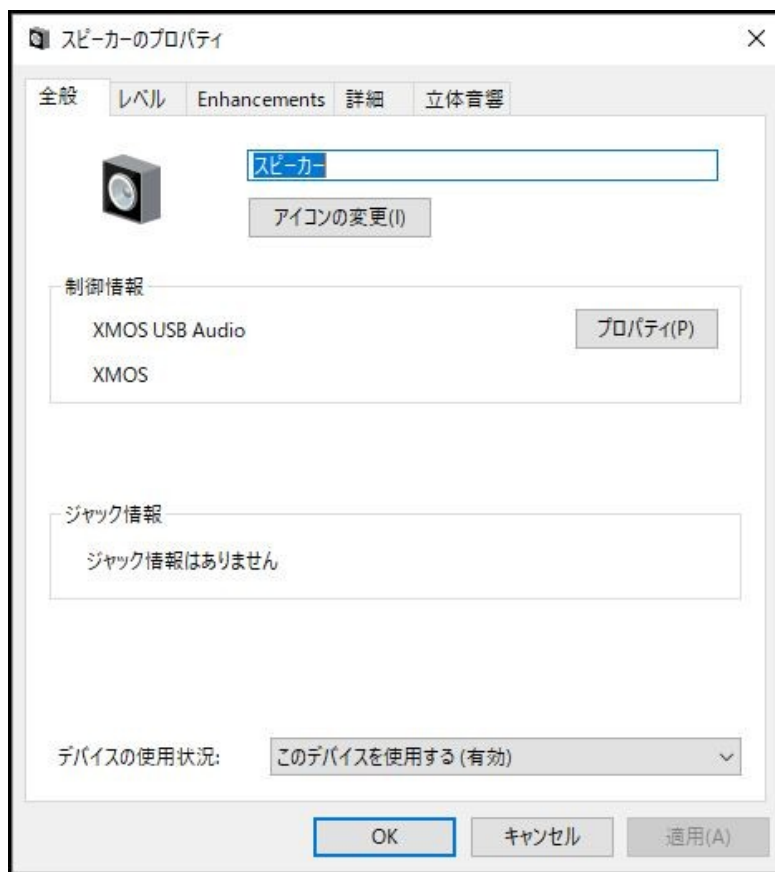 スピーカーのプロパティ
全般 レベル Enhancements 詳細 立体音響
スピーカー
アイコンの変更(I)
制御情報
XMOS USB Audio プロパティ(P)
XMOS
ジャック情報
ジャック情報はありません
デバイスの使用状況: このデバイスを使用する (有効)
OK キャンセル 適用(A)